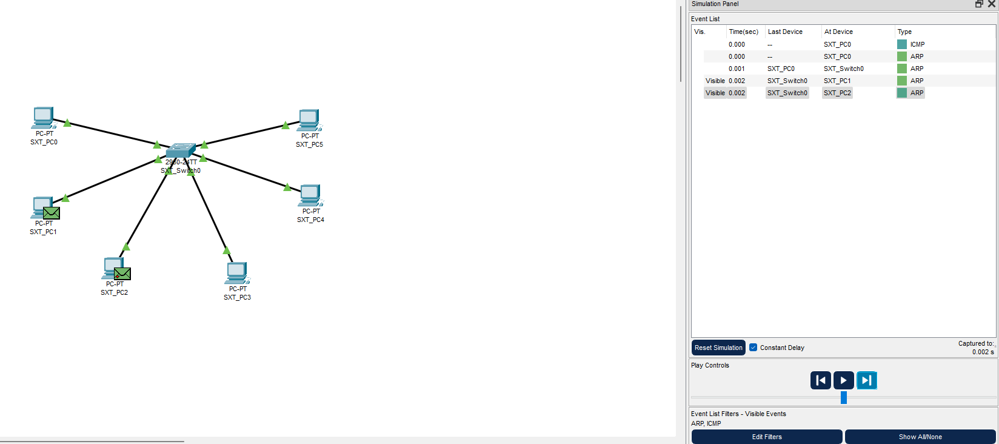 Simulation Panel
Event List
Vis. Time(sec) Last Device At Device Type
0.000 -- SXT_PC0 ICMP
0.000 -- SXT_PC0 ARP
0.001 SXT_PC0 SXT_Switch0 ARP
Visible 0.002 SXT_Switch0 SXT_PC1 ARP
Visible 0.002 SXT_Switch0 SXT_PC2 ARP
PC-PT
SXT_PC0
PC-PT
SXT_PC5
2960-24TT
SXT_Switch0
PC-PT
SXT_PC4
PC-PT
SXT_PC1
PC-PT
SXT_PC2
PC-PT
SXT_PC3
Reset Simulation Constant Delay Captured to:
0.002 s
Play Controls
Event List Filters - Visible Events
ARP, ICMP
Edit Filters Show All/None